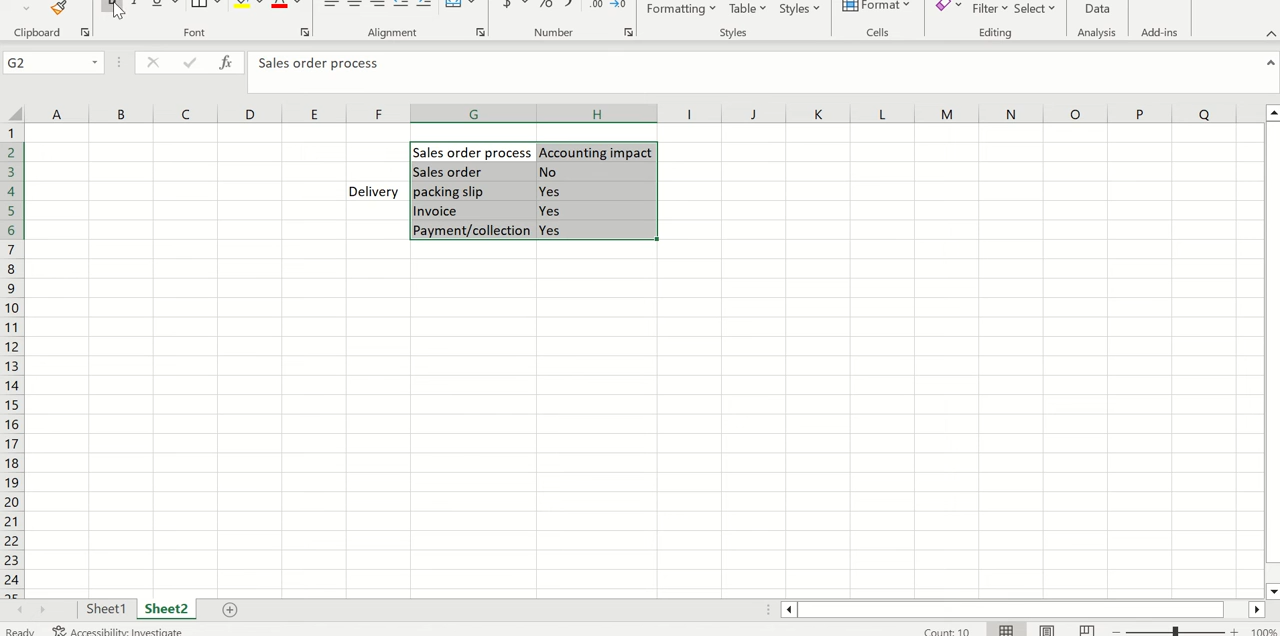 Formatting Table Styles Format Filter Select Data
Clipboard Font Alignment Number Styles Cells Editing Analysis Add-ins
G2 fx Sales order process
A B C D E F G H I J K L M N O P Q
1
2 Sales order process Accounting impact
3 Sales order No
4 Delivery packing slip Yes
5 Invoice Yes
6 Payment/collection Yes
7
8
9
10
11
12
13
14
15
16
17
18
19
20
21
22
23
24
25
Sheet1 Sheet2
Ready Accessibility: Investigate Count: 10 100%